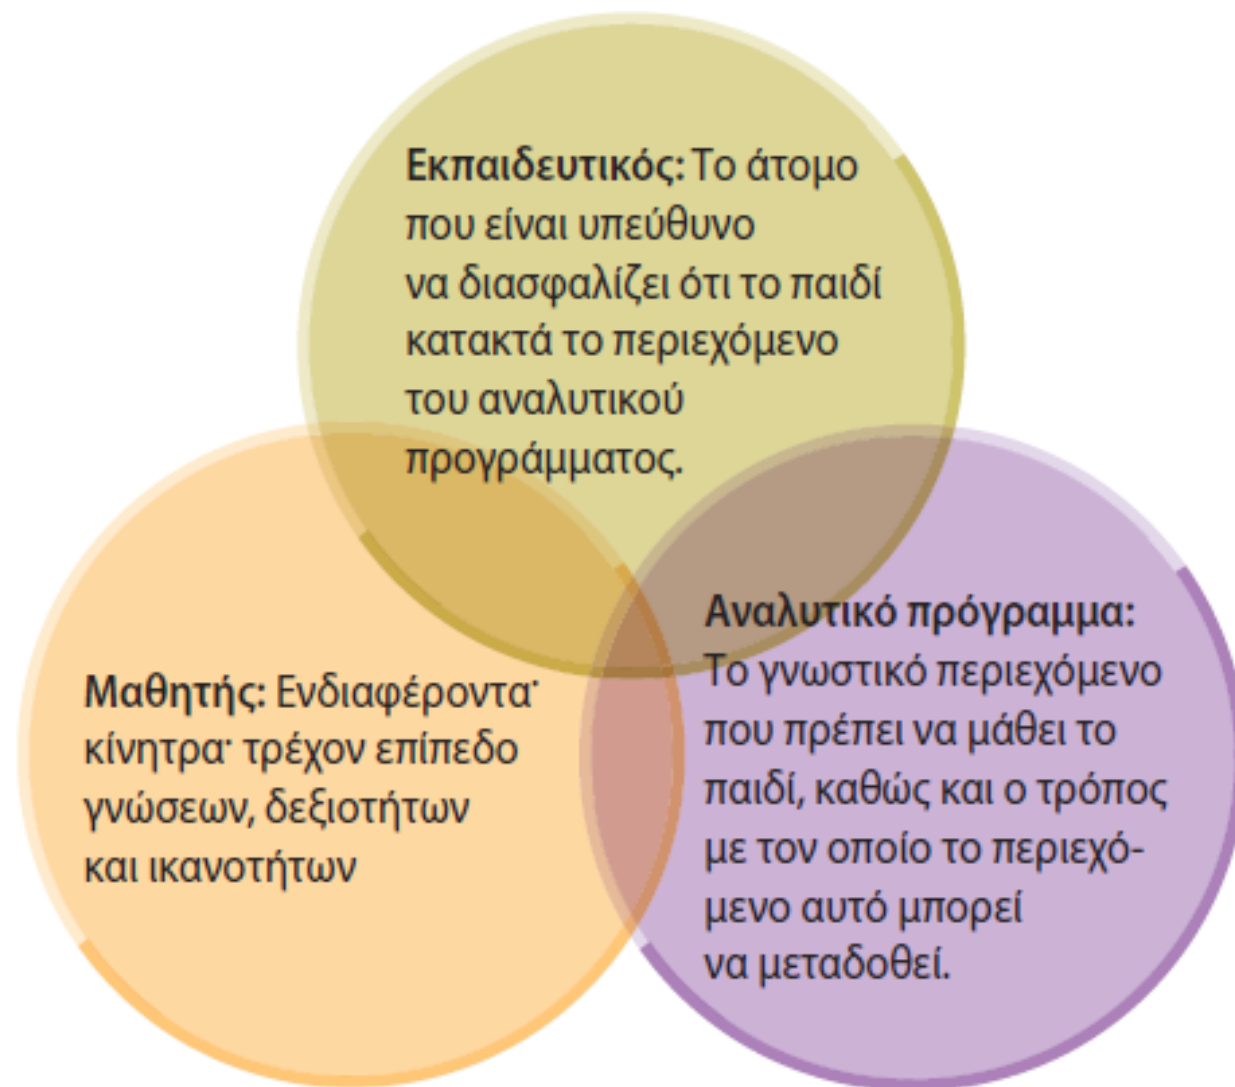 Εκπαιδευτικός: Το άτομο
που είναι υπεύθυνο
να διασφαλίζει ότι το παιδί
κατακτά το περιεχόμενο
του αναλυτικού
προγράμματος.
Μαθητής: Ενδιαφέροντα·
κίνητρα· τρέχον επίπεδο
γνώσεων, δεξιοτήτων
και ικανοτήτων
Αναλυτικό πρόγραμμα:
Το γνωστικό περιεχόμενο
που πρέπει να μάθει το
παιδί, καθώς και ο τρόπος
με τον οποίο το περιεχό-
μενο αυτό μπορεί
να μεταδοθεί.